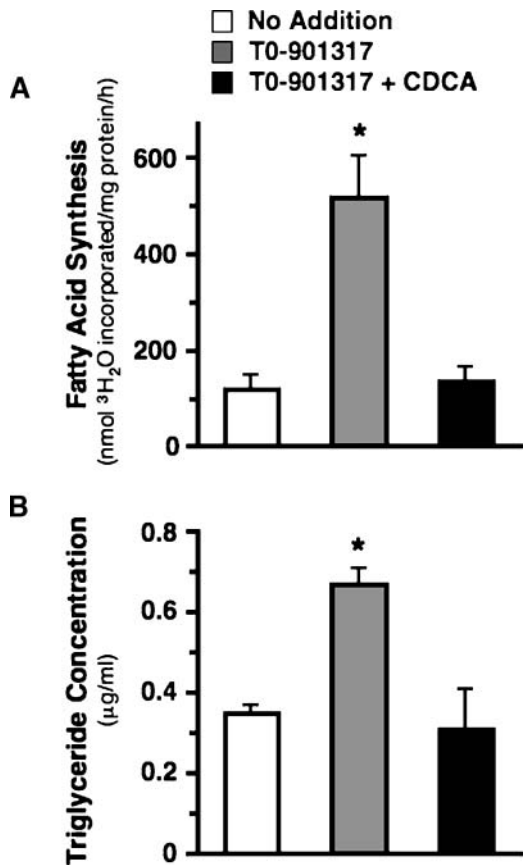 No Addition
T0-901317
T0-901317 + CDCA
A
Fatty Acid Synthesis
(nmol ³H₂O incorporated/mg protein/h)
600
400
200
0
*
B
Triglyceride Concentration
(μg/ml)
0.8
0.6
0.4
0.2
0
*